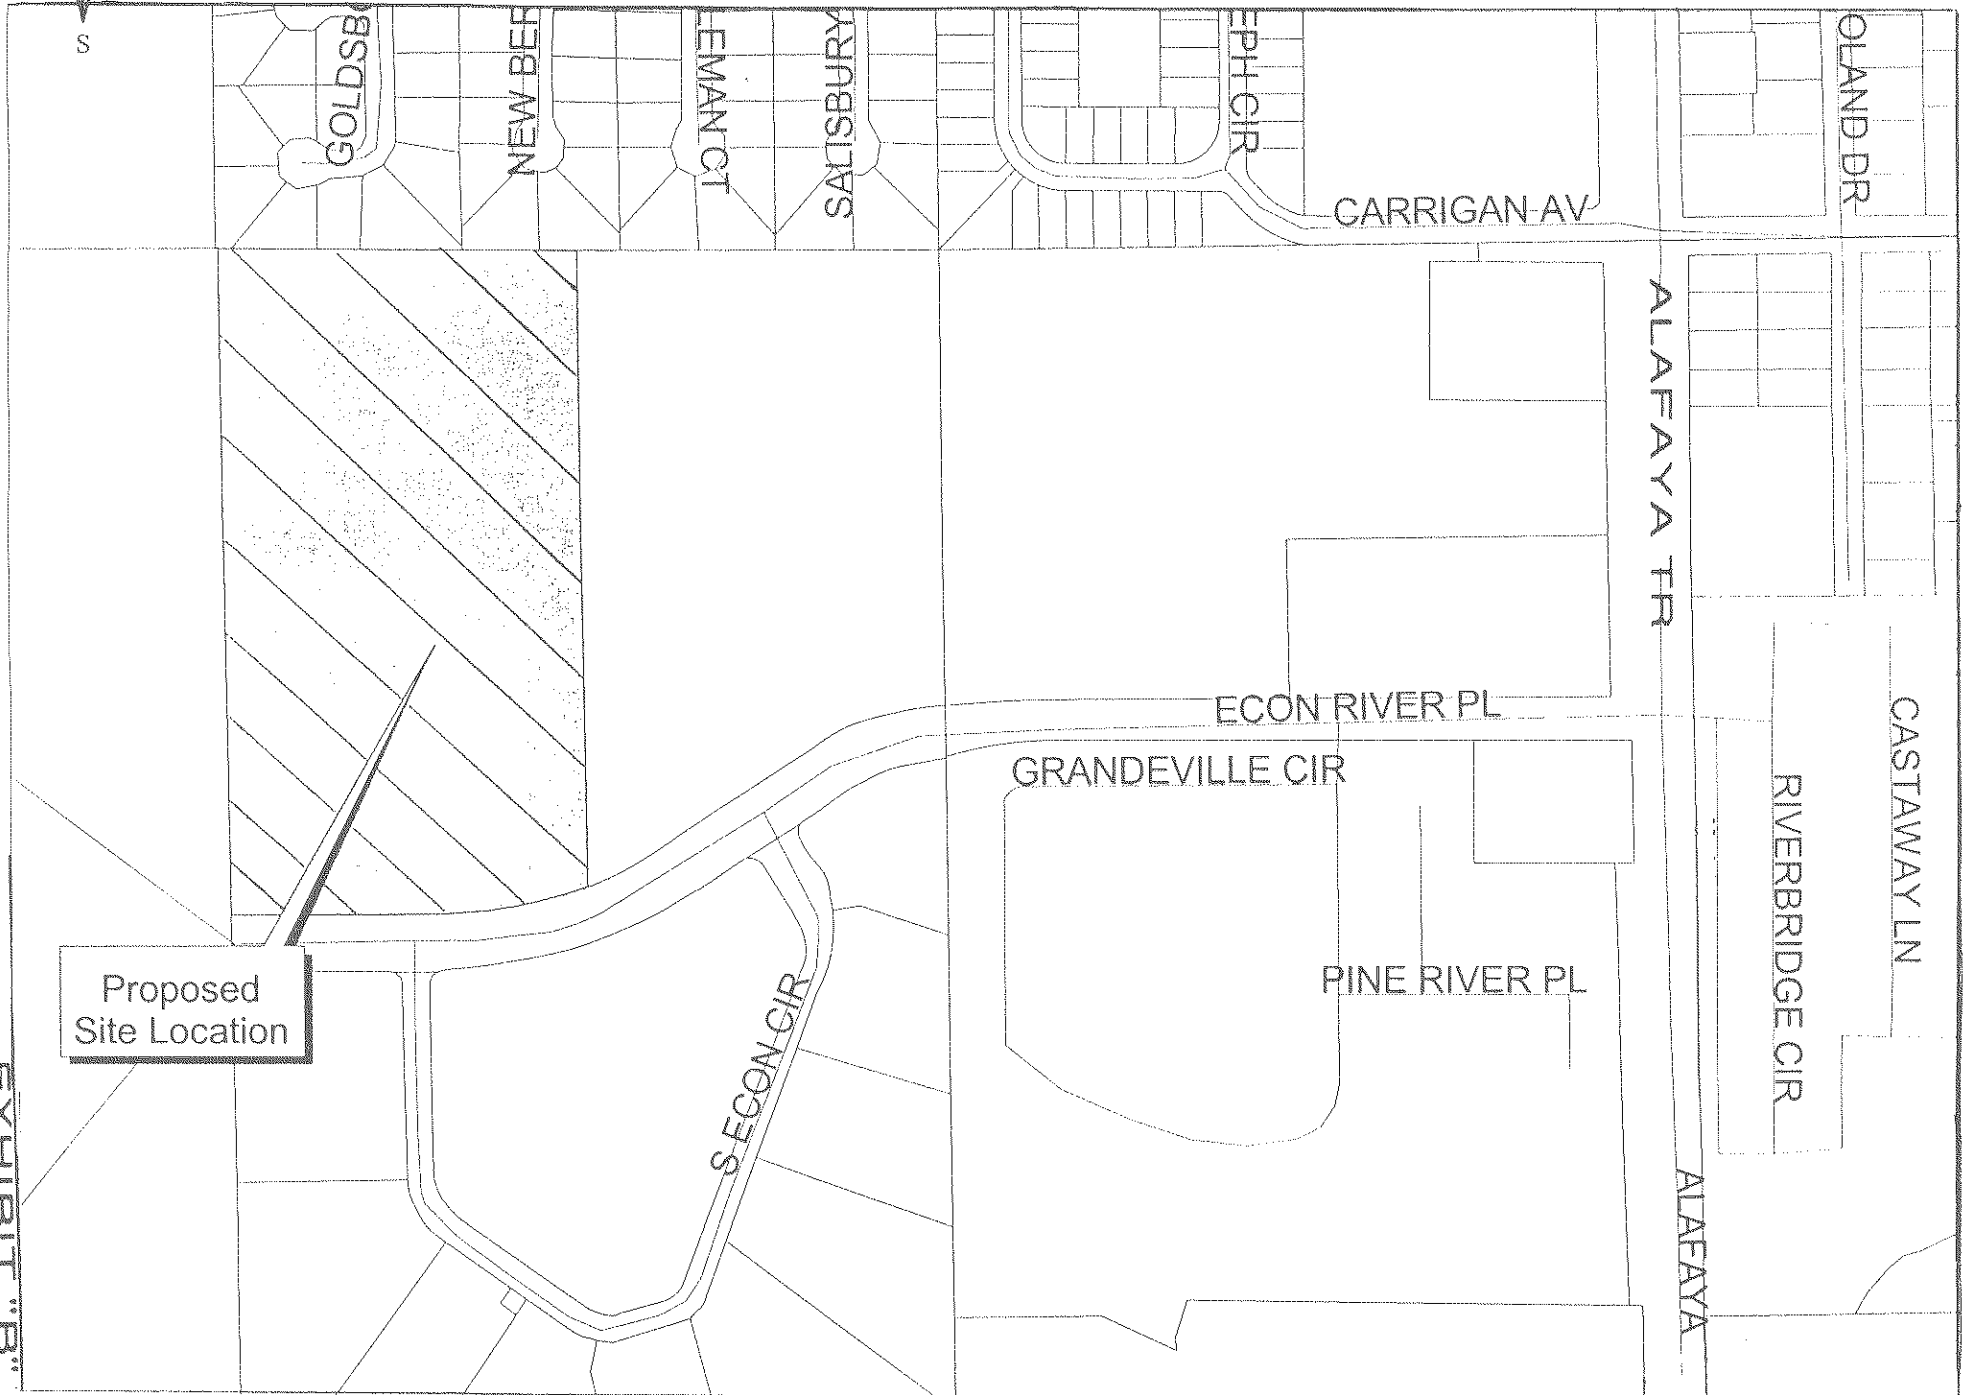 S
GOLDSB
NEW BER
LEMAN CT
SALISBURY
EPH CIR
OLAND DR
CARRIGAN AV
ALAFAYA TR
ECON RIVER PL
GRANDEVILLE CIR
CASTAWAY LN
RIVERBRIDGE CIR
PINE RIVER PL
S ECON CIR
Proposed
Site Location
ALAFAYA
EXHIBIT "B"